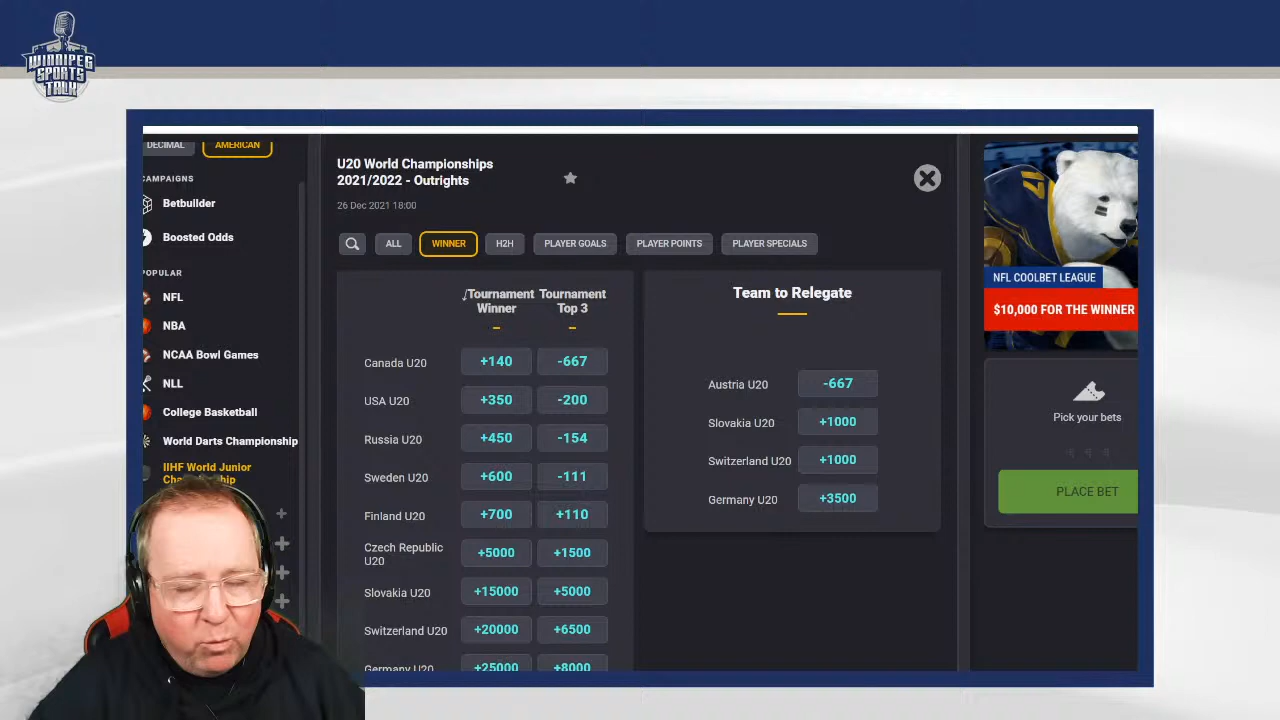 WINNIPEG
SPORTS
TALK
DECIMAL
AMERICAN
CAMPAIGNS
Betbuilder
Boosted Odds
POPULAR
NFL
NBA
NCAA Bowl Games
NLL
College Basketball
World Darts Championship
IIHF World Junior
U20 World Championships
2021/2022 - Outrights
26 Dec 2021 18:00
ALL
WINNER
H2H
PLAYER GOALS
PLAYER POINTS
PLAYER SPECIALS
Tournament Winner
Tournament Top 3
Canada U20 +140 -667
USA U20 +350 -200
Russia U20 +450 -154
Sweden U20 +600 -111
Finland U20 +700 +110
Czech Republic U20 +5000 +1500
Slovakia U20 +15000 +5000
Switzerland U20 +20000 +6500
Germany U20 +25000 +8000
Team to Relegate
Austria U20 -667
Slovakia U20 +1000
Switzerland U20 +1000
Germany U20 +3500
NFL COOLBET LEAGUE
$10,000 FOR THE WINNER
Pick your bets
PLACE BET